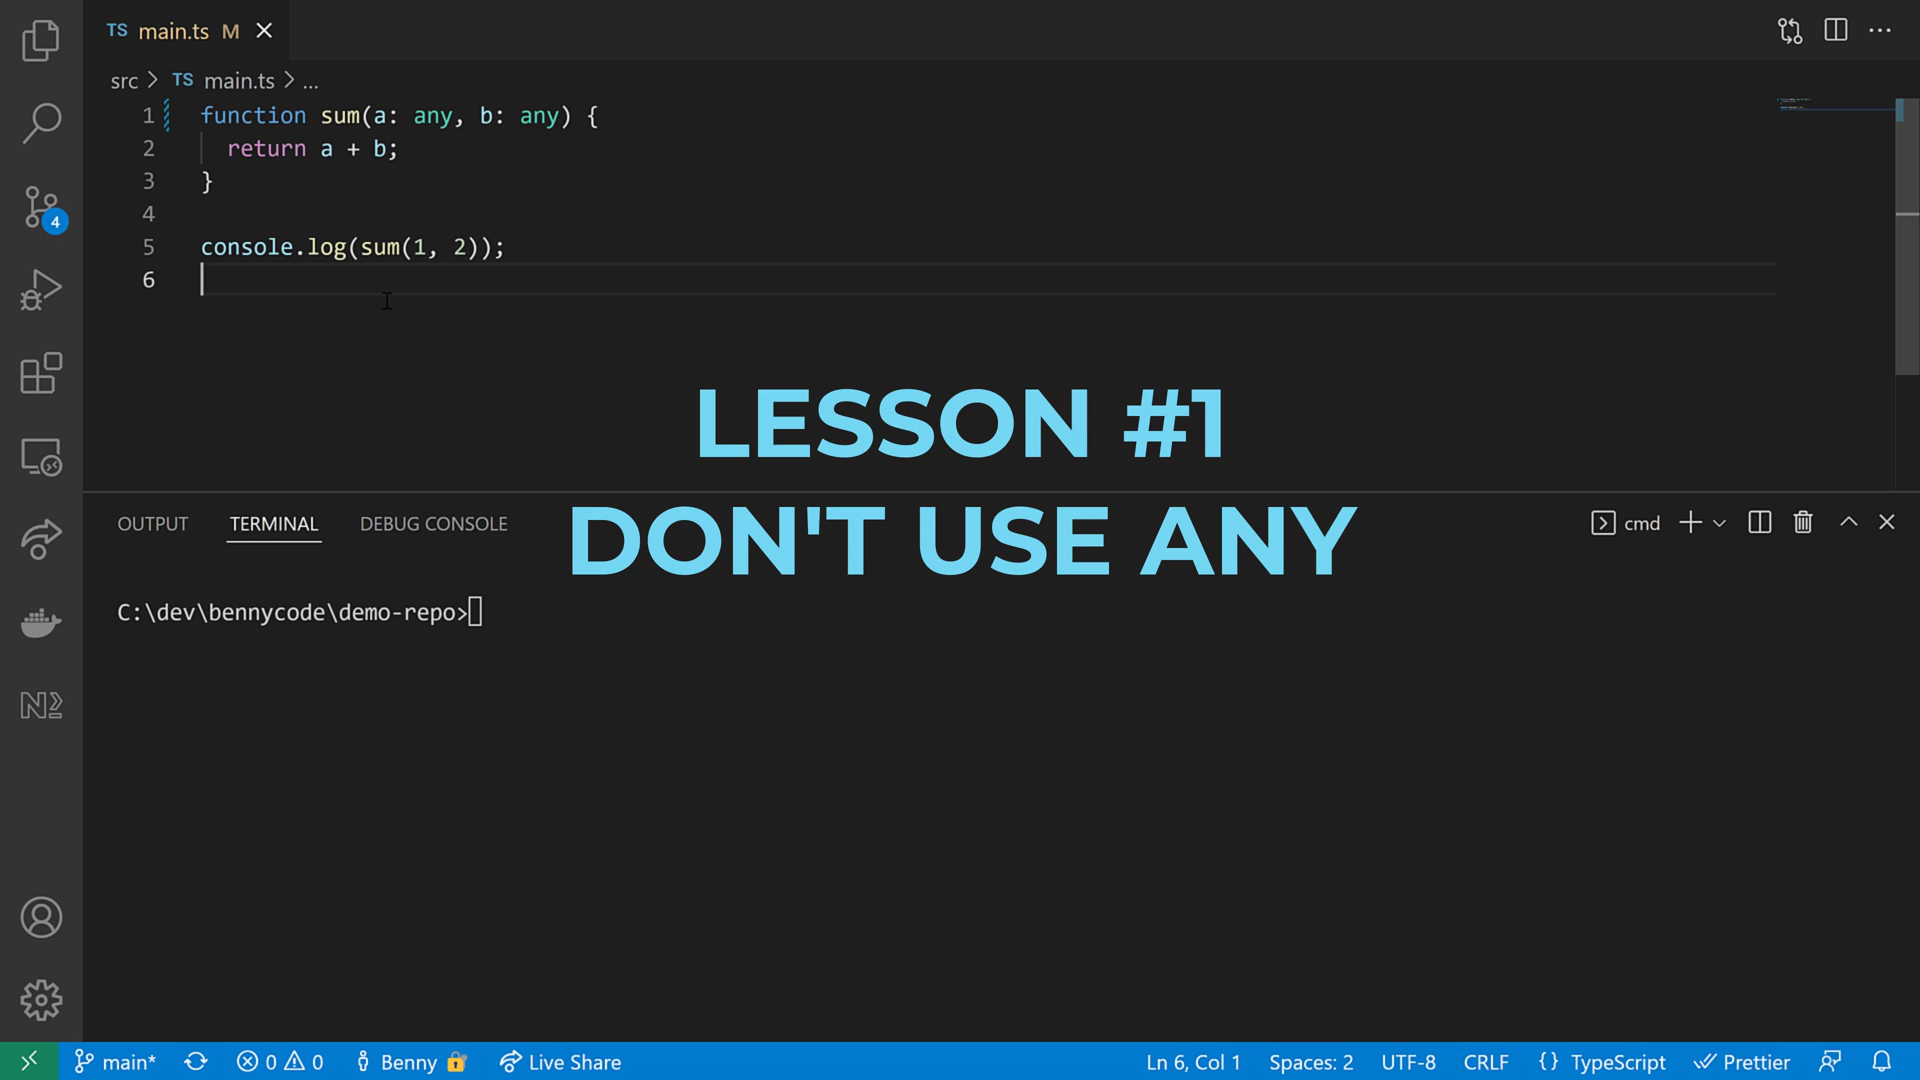 TS main.ts M
src > TS main.ts > ...
1 function sum(a: any, b: any) {
2 return a + b;
3 }
4
5 console.log(sum(1, 2));
6
LESSON #1
DON'T USE ANY
OUTPUT TERMINAL DEBUG CONSOLE cmd
C:\dev\bennycode\demo-repo>
4
main* 0 0 Benny Live Share Ln 6, Col 1 Spaces: 2 UTF-8 CRLF {} TypeScript Prettier